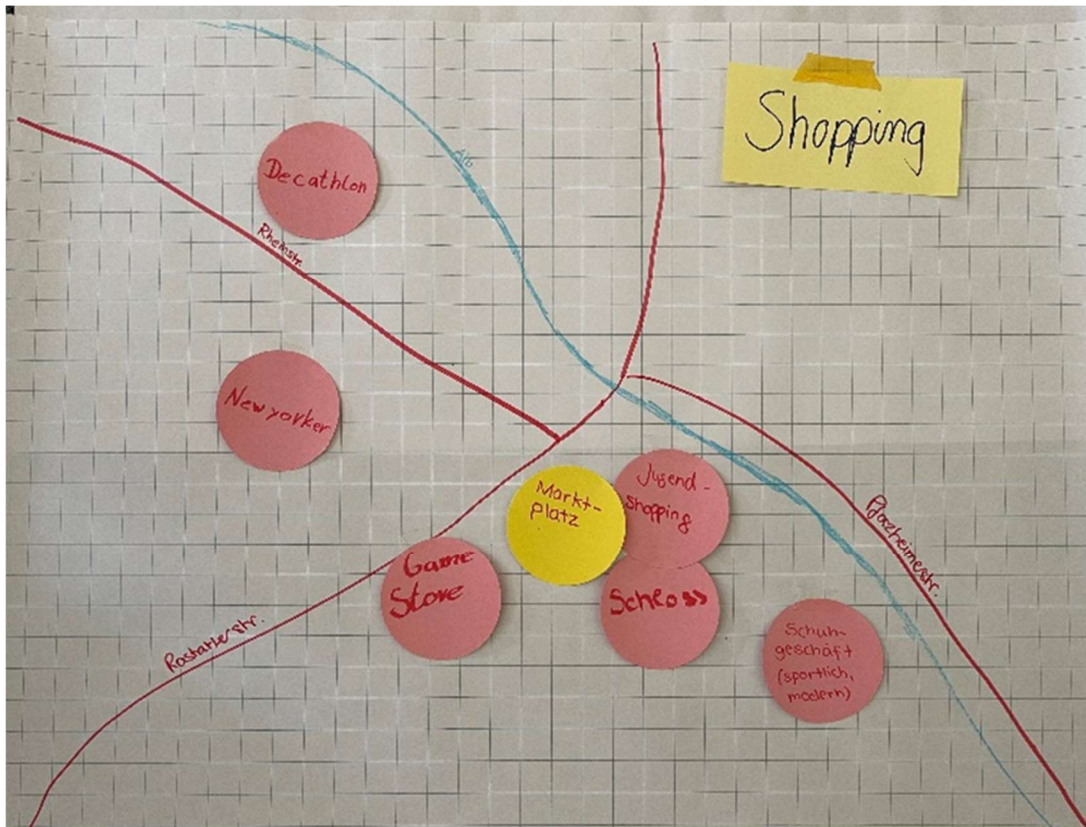 Shopping
Decathlon
Alb
Rheinstr.
Newyorker
Markt-
platz
Jugend-
shopping
Game
Store
Schloss
Rastatterstr.
Pforzheimerstr.
Schuh-
geschäft
(sportlich,
modern)